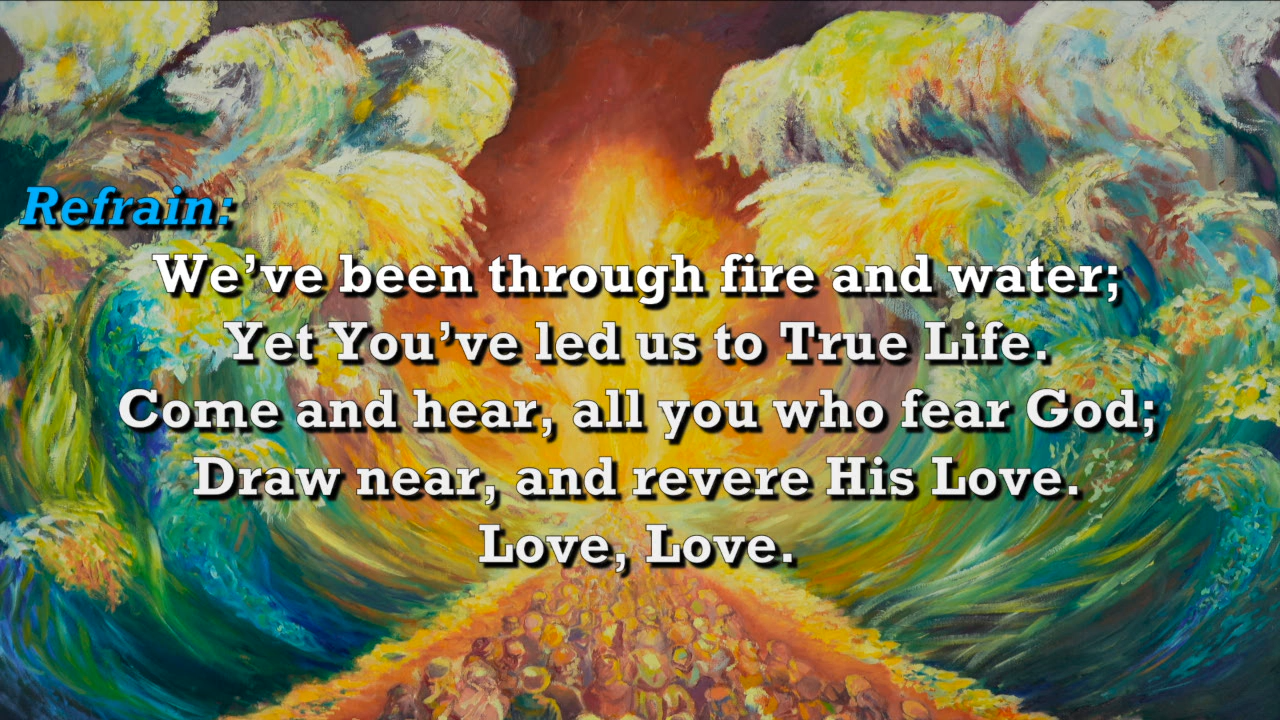 Refrain:
We’ve been through fire and water;
Yet You’ve led us to True Life.
Come and hear, all you who fear God;
Draw near, and revere His Love.
Love, Love.